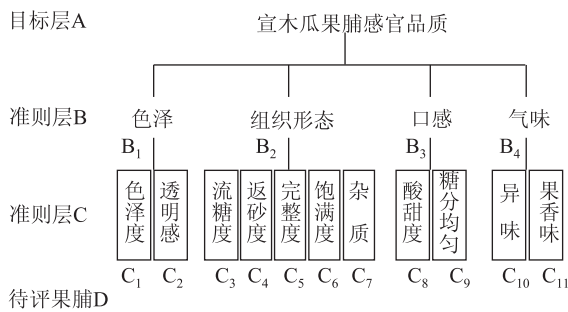 目标层A
宣木瓜果脯感官品质
准则层B
色泽
组织形态
口感
气味
B₁
B₂
B₃
B₄
准则层C
色泽度
透明感
流糖度
返砂度
完整度
饱满度
杂质
酸甜度
糖分均匀
异味
果香味
C₁
C₂
C₃
C₄
C₅
C₆
C₇
C₈
C₉
C₁₀
C₁₁
待评果脯D